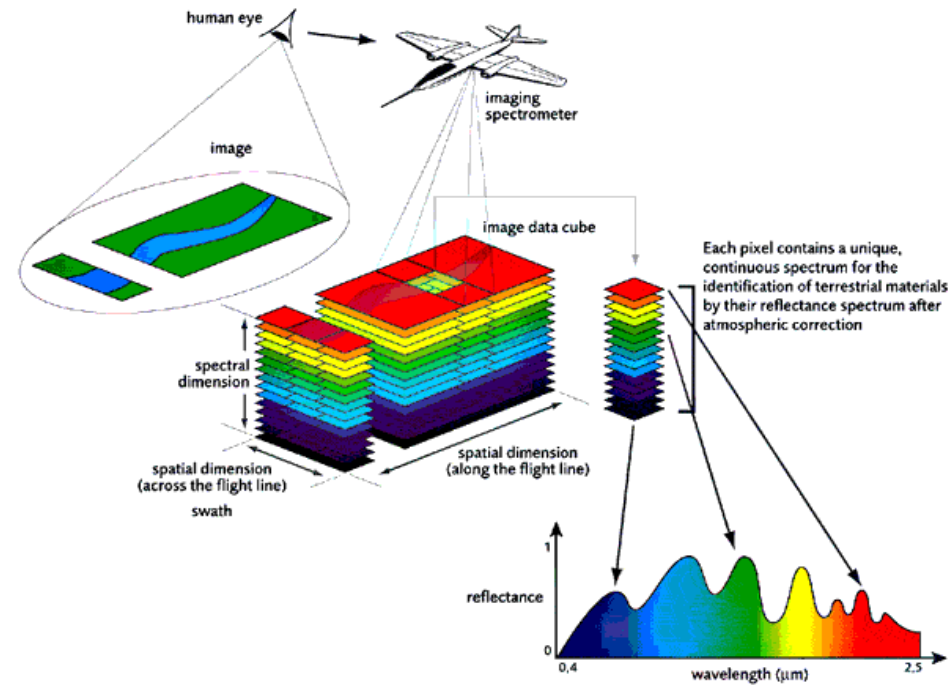 human eye
imaging
spectrometer
image
image data cube
Each pixel contains a unique,
continuous spectrum for the
identification of terrestrial materials
by their reflectance spectrum after
atmospheric correction
spectral
dimension
spatial dimension
(across the flight line)
swath
spatial dimension
(along the flight line)
1
reflectance
0
0,4
wavelength (µm)
2,5